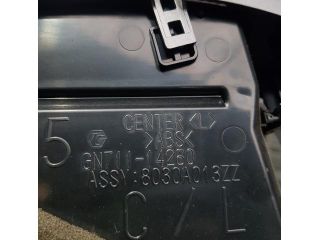 CENTER <L>
>ABS<
5
GN711-14260
ASSY:8030A013ZZ
C/L